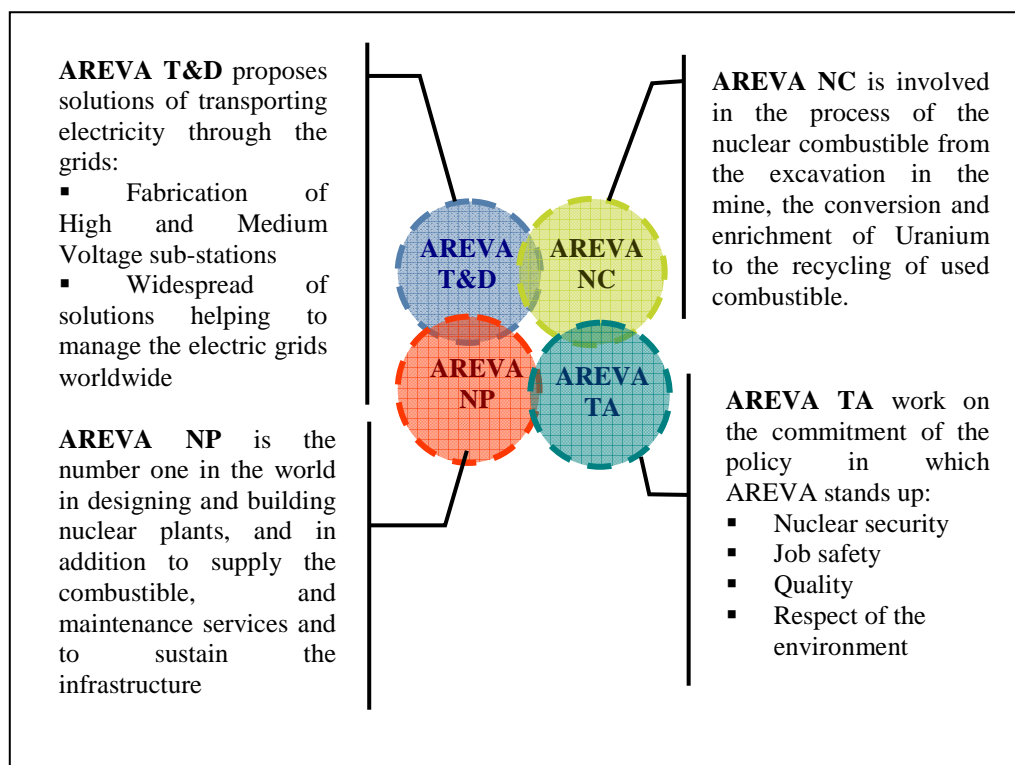 AREVA T&D proposes
solutions of transporting
electricity through the
grids:
▪ Fabrication of
High and Medium
Voltage sub-stations
▪ Widespread of
solutions helping to
manage the electric grids
worldwide
AREVA NP is the
number one in the world
in designing and building
nuclear plants, and in
addition to supply the
combustible, and
maintenance services and
to sustain the
infrastructure
AREVA
T&D
AREVA
NC
AREVA
NP
AREVA
TA
AREVA NC is involved
in the process of the
nuclear combustible from
the excavation in the
mine, the conversion and
enrichment of Uranium
to the recycling of used
combustible.
AREVA TA work on
the commitment of the
policy in which
AREVA stands up:
▪ Nuclear security
▪ Job safety
▪ Quality
▪ Respect of the
environment